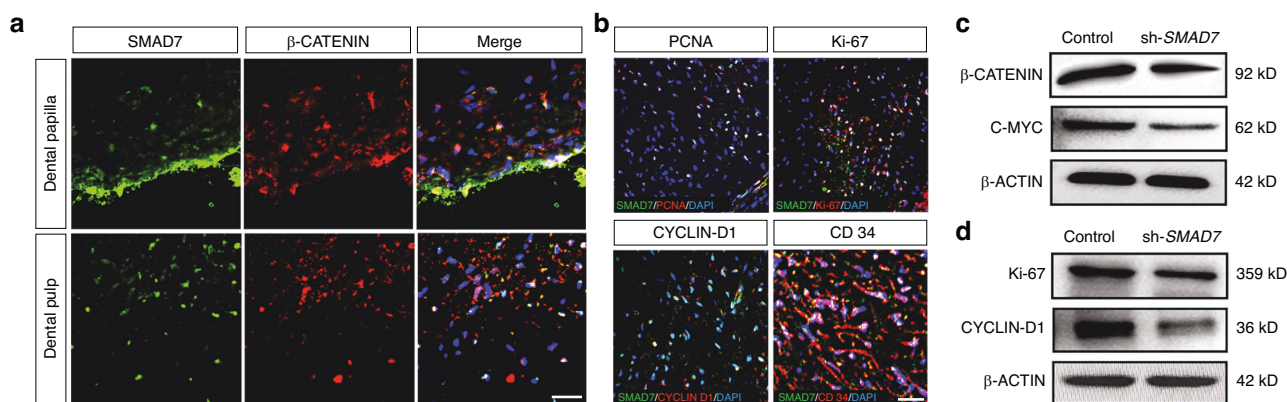 a
SMAD7 β-CATENIN Merge
Dental papilla
Dental pulp
b
PCNA Ki-67
SMAD7/PCNA/DAPI SMAD7/Ki-67/DAPI
CYCLIN-D1 CD 34
SMAD7/CYCLIN D1/DAPI SMAD7/CD 34/DAPI
c
Control sh-SMAD7
β-CATENIN 92 kD
C-MYC 62 kD
β-ACTIN 42 kD
d
Control sh-SMAD7
Ki-67 359 kD
CYCLIN-D1 36 kD
β-ACTIN 42 kD